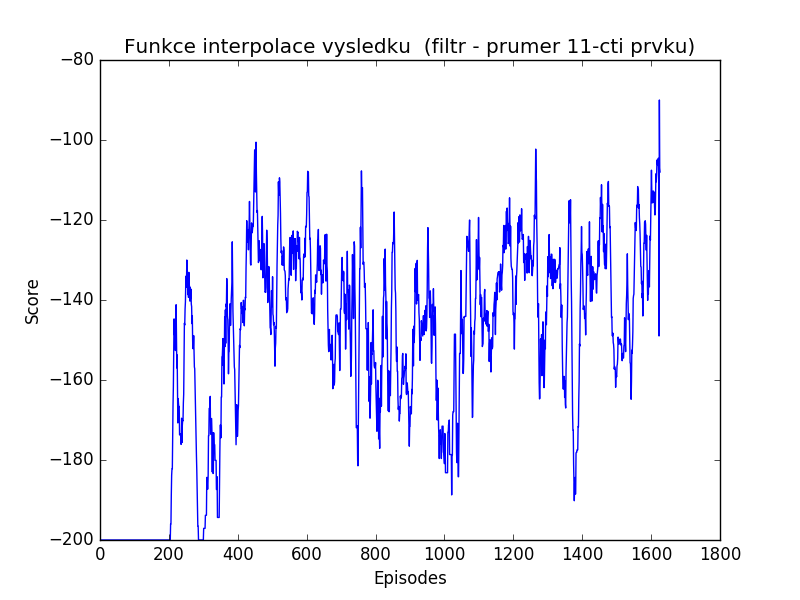 Funkce interpolace vysledku  (filtr - prumer 11-cti prvku)
−80
−100
−120
−140
−160
−180
−200
Score
0 200 400 600 800 1000 1200 1400 1600 1800
Episodes